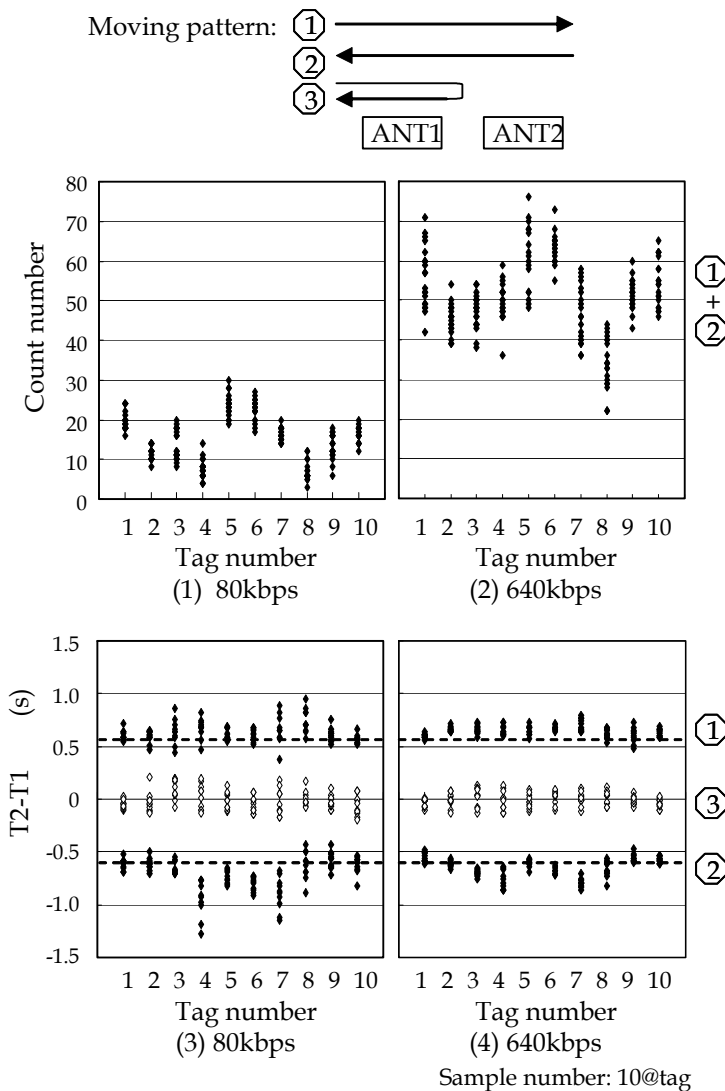 Moving pattern: 1
2
3
ANT1 ANT2
Count number
80
70
60
50
40
30
20
10
0
1 2 3 4 5 6 7 8 9 10
Tag number
(1) 80kbps
1 2 3 4 5 6 7 8 9 10
Tag number
(2) 640kbps
1
+
2
T2-T1 (s)
1.5
1.0
0.5
0
-0.5
-1.0
-1.5
1 2 3 4 5 6 7 8 9 10
Tag number
(3) 80kbps
1 2 3 4 5 6 7 8 9 10
Tag number
(4) 640kbps
1
3
2
Sample number: 10@tag